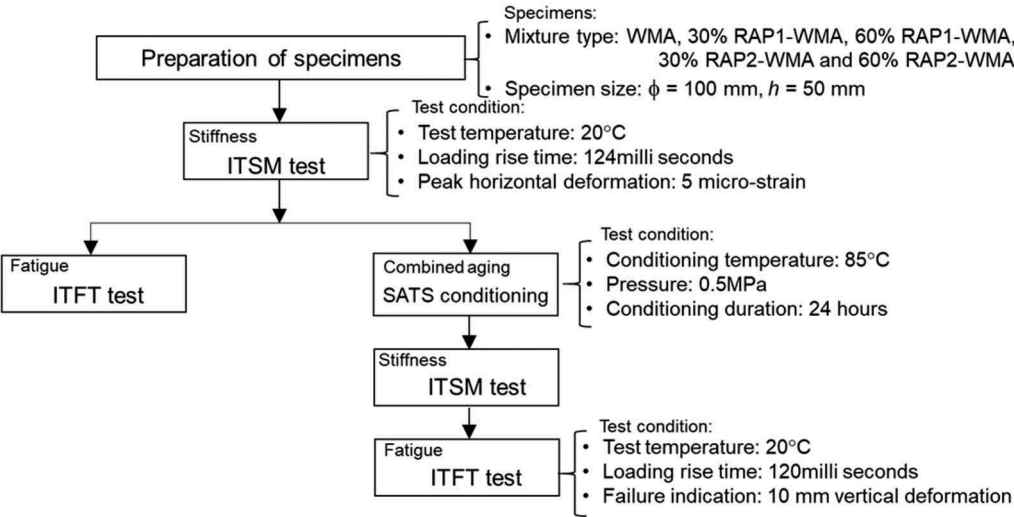 Specimens:
Preparation of specimens
• Mixture type: WMA, 30% RAP1-WMA, 60% RAP1-WMA,
30% RAP2-WMA and 60% RAP2-WMA
• Specimen size: ϕ = 100 mm, h = 50 mm
Stiffness
ITSM test
Test condition:
• Test temperature: 20°C
• Loading rise time: 124milli seconds
• Peak horizontal deformation: 5 micro-strain
Fatigue
ITFT test
Combined aging
SATS conditioning
Test condition:
• Conditioning temperature: 85°C
• Pressure: 0.5MPa
• Conditioning duration: 24 hours
Stiffness
ITSM test
Fatigue
ITFT test
Test condition:
• Test temperature: 20°C
• Loading rise time: 120milli seconds
• Failure indication: 10 mm vertical deformation